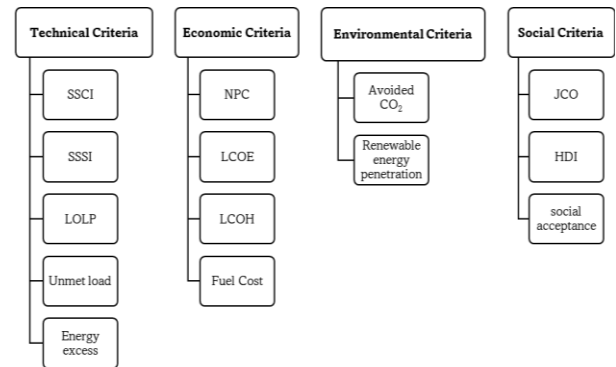 Technical Criteria
SSCI
SSSI
LOLP
Unmet load
Energy
excess
Economic Criteria
NPC
LCOE
LCOH
Fuel Cost
Environmental Criteria
Avoided
CO₂
Renewable
energy
penetration
Social Criteria
JCO
HDI
social
acceptance